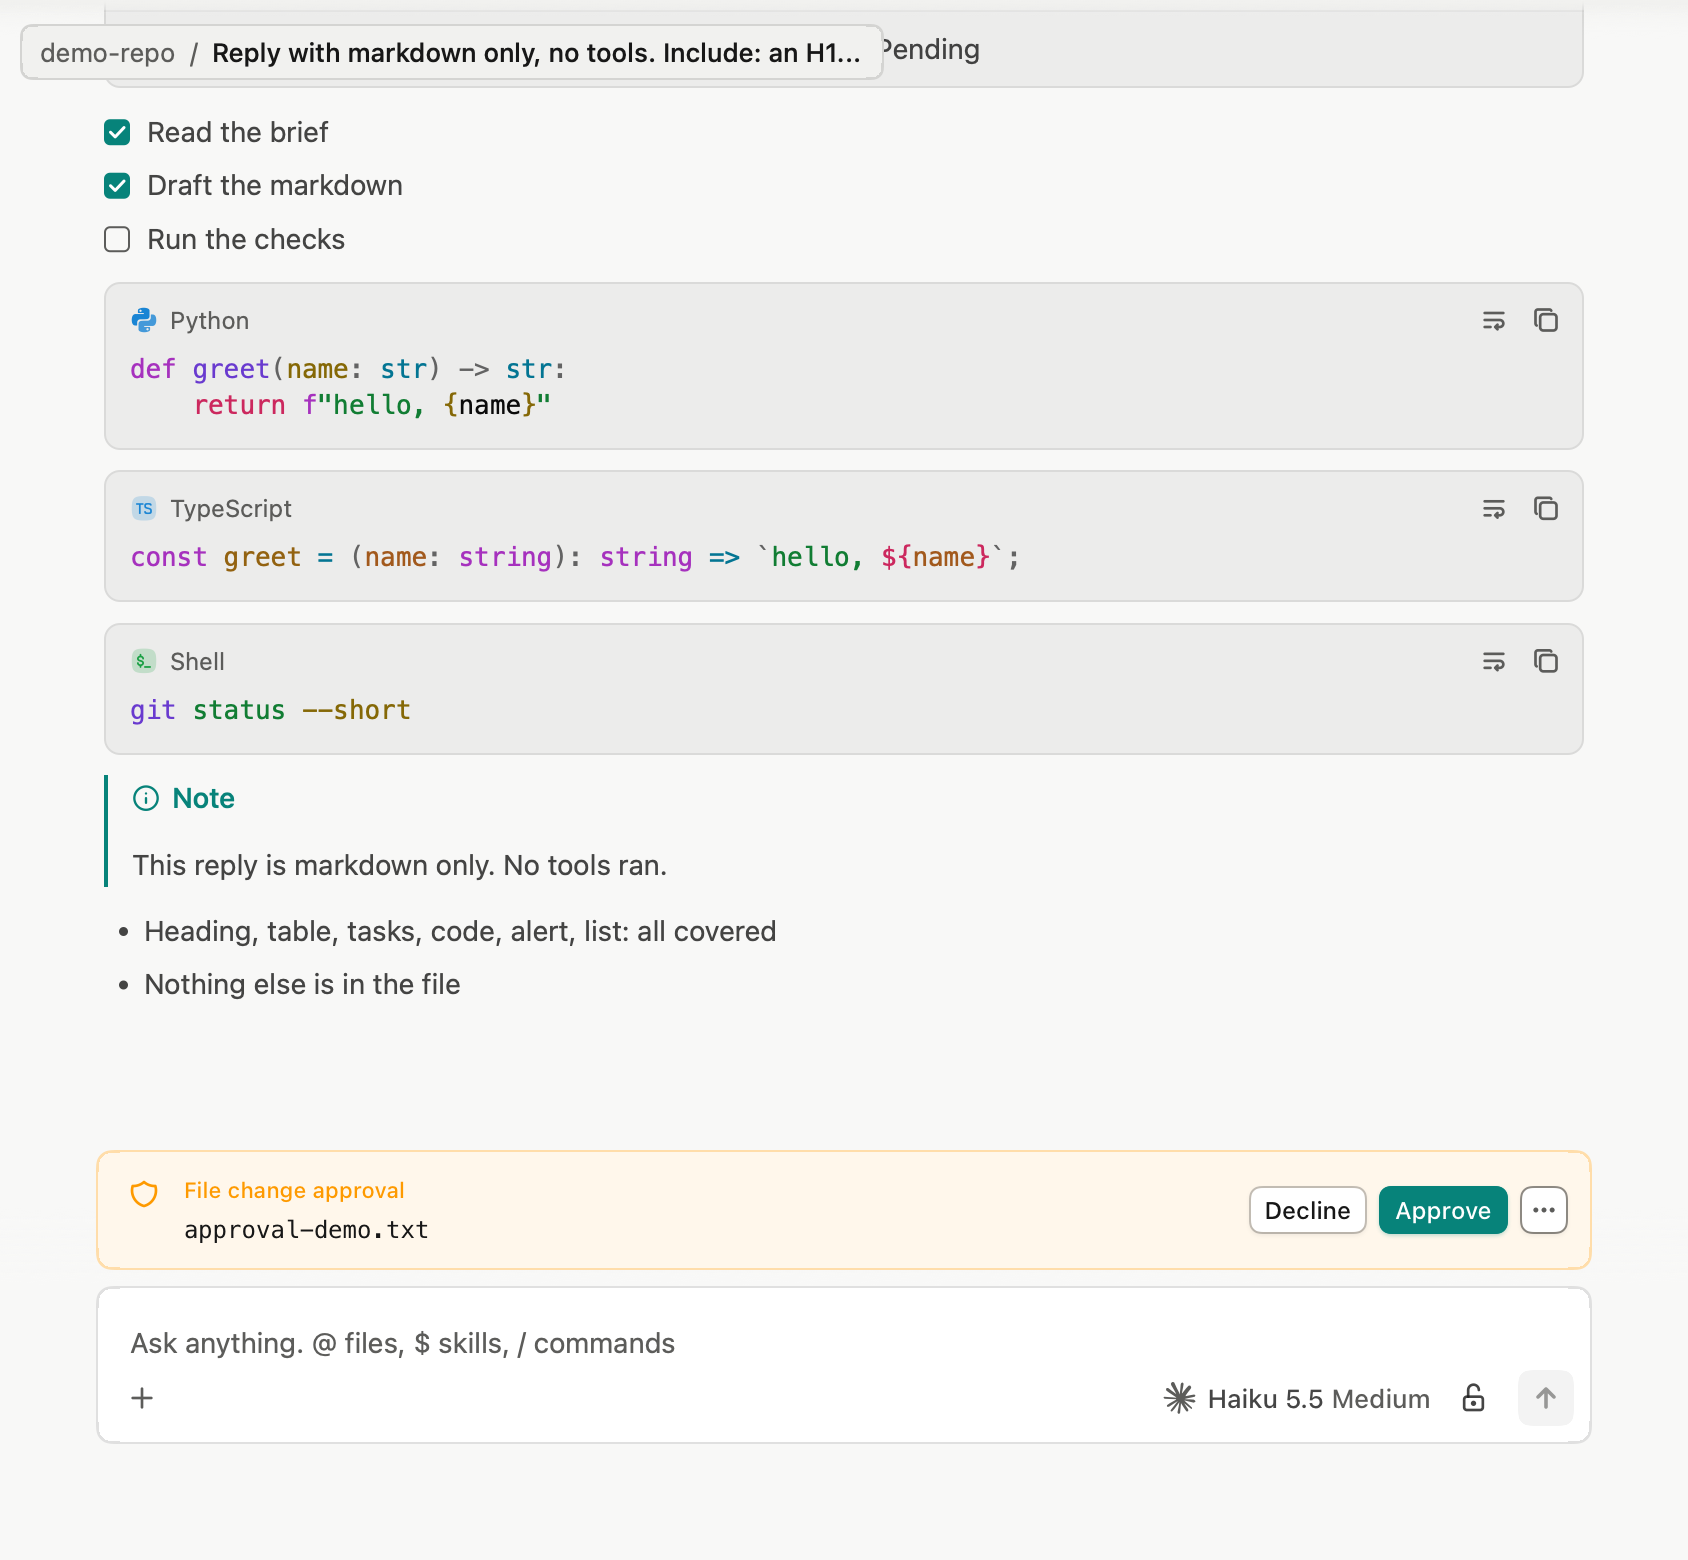 demo-repo / Reply with markdown only, no tools. Include: an H1...
Pending
Read the brief
Draft the markdown
Run the checks
Python
def greet(name: str) -> str:
    return f"hello, {name}"
TS TypeScript
const greet = (name: string): string => `hello, ${name}`;
$_ Shell
git status --short
Note
This reply is markdown only. No tools ran.
• Heading, table, tasks, code, alert, list: all covered
• Nothing else is in the file
File change approval
approval-demo.txt
Decline
Approve
Ask anything. @ files, $ skills, / commands
Haiku 5.5 Medium